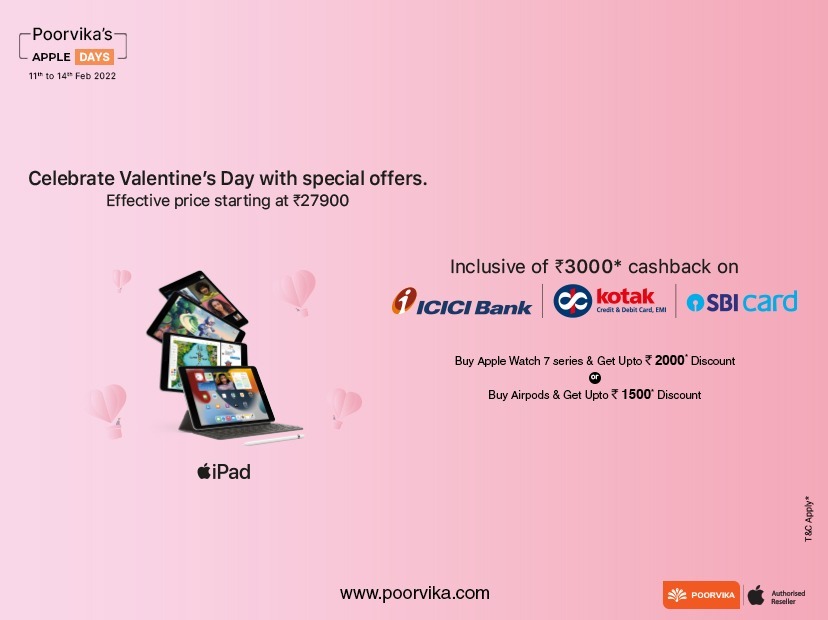 Poorvika's
APPLE DAYS
11th to 14th Feb 2022
Celebrate Valentine's Day with special offers.
Effective price starting at ₹27900
Inclusive of ₹3000* cashback on
ICICI Bank
kotak
Credit & Debit Card, EMI
SBI card
Buy Apple Watch 7 series & Get Upto ₹ 2000* Discount
or
Buy Airpods & Get Upto ₹ 1500* Discount
iPad
T&C Apply*
www.poorvika.com
POORVIKA
Authorised
Reseller